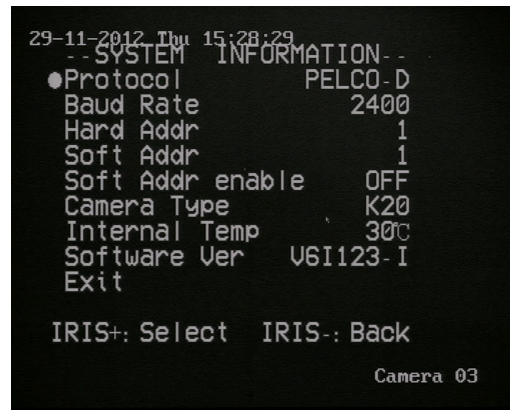 29-11-2012 Thu 15:28:29
--SYSTEM INFORMATION--
Protocol PELCO-D
Baud Rate 2400
Hard Addr 1
Soft Addr 1
Soft Addr enable OFF
Camera Type K20
Internal Temp 30℃
Software Ver V6I123-I
Exit
IRIS+: Select IRIS-: Back
Camera 03